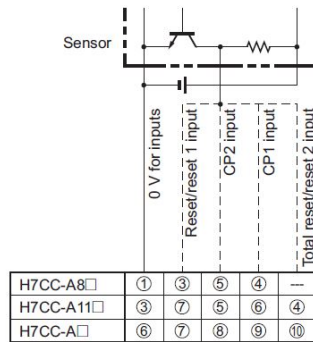 Sensor
0 V for inputs
Reset/reset 1 input
CP2 input
CP1 input
Total reset/reset 2 input
H7CC-A8□ ① ③ ⑤ ④ ---
H7CC-A11□ ③ ⑦ ⑤ ⑥ ④
H7CC-A□ ⑥ ⑦ ⑧ ⑨ ⑩